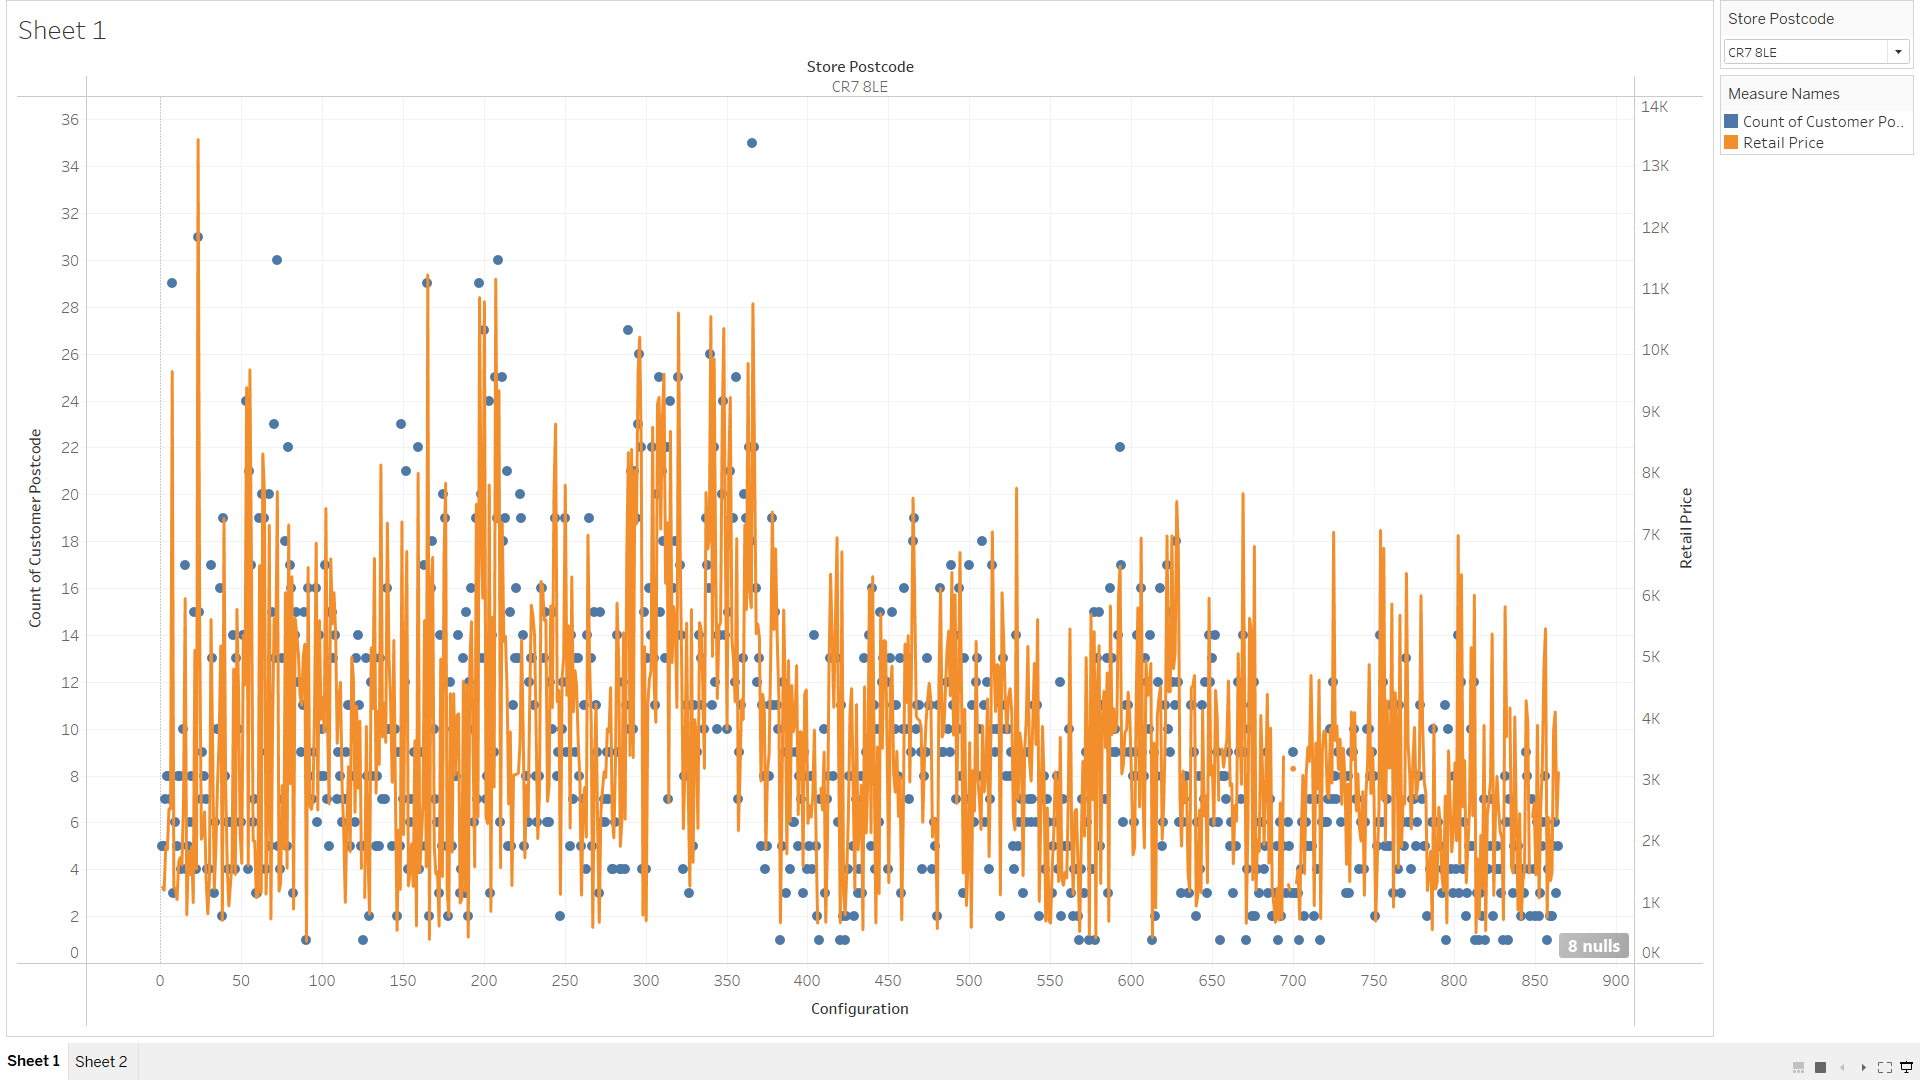 Sheet 1
Store Postcode
CR7 8LE
36
34
32
30
28
26
24
22
20
18
16
14
12
10
8
6
4
2
0
Count of Customer Postcode
14K
13K
12K
11K
10K
9K
8K
7K
6K
5K
4K
3K
2K
1K
0K
Retail Price
8 nulls
0 50 100 150 200 250 300 350 400 450 500 550 600 650 700 750 800 850 900
Configuration
Store Postcode
CR7 8LE
Measure Names
Count of Customer Po..
Retail Price
Sheet 1 Sheet 2